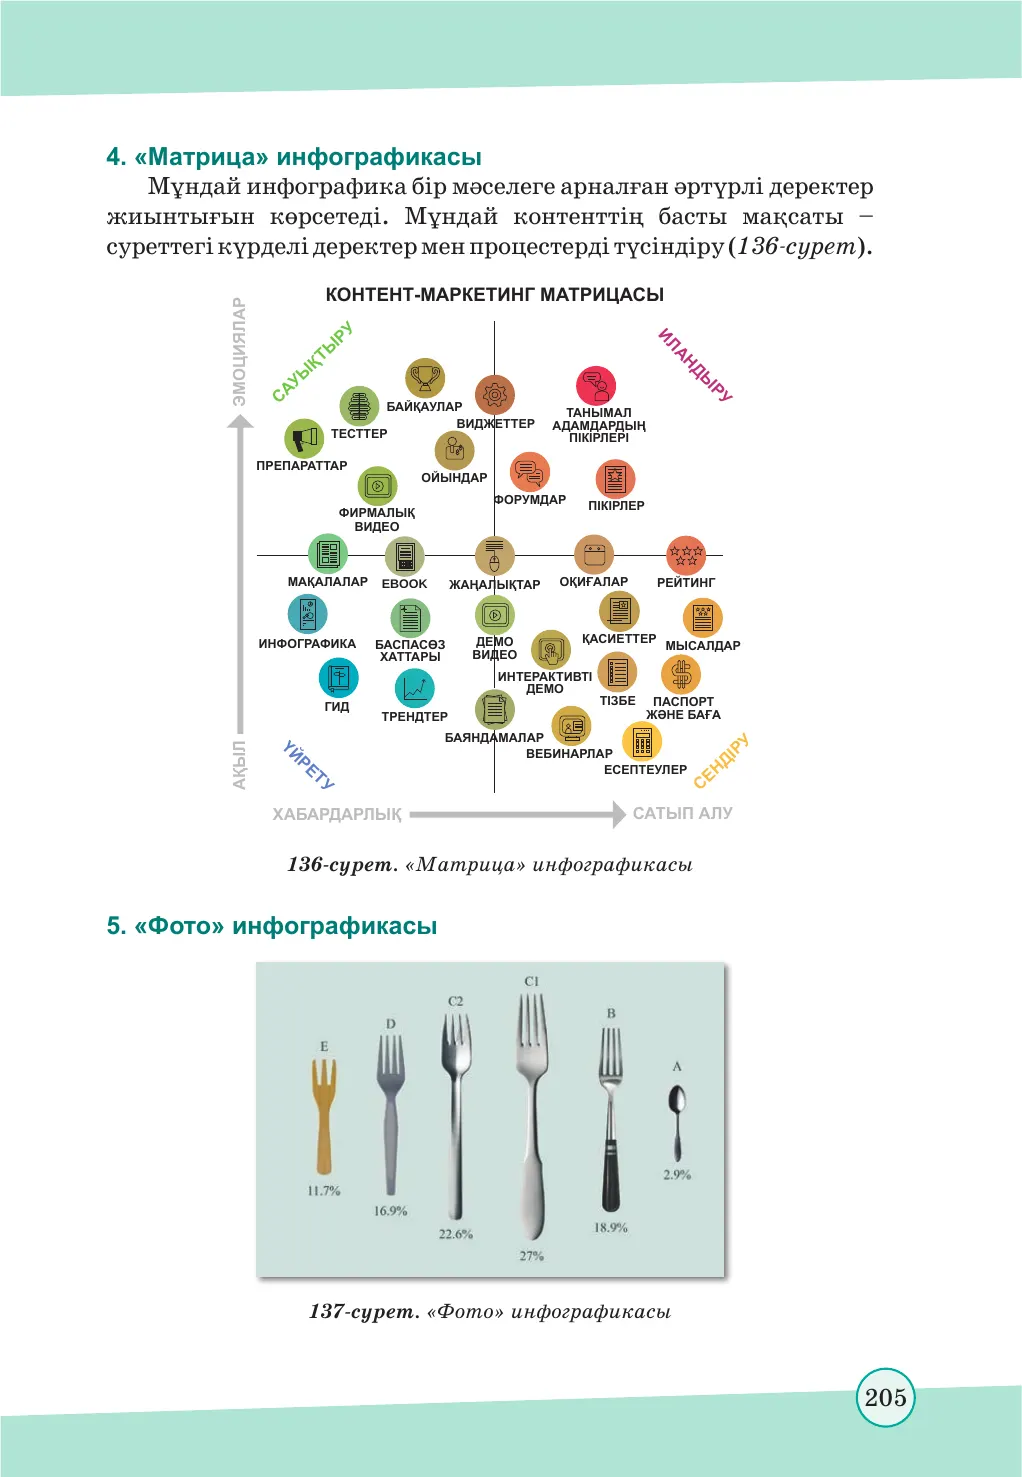 4. «Матрица» инфографикасы
Мұндай инфографика бір мәселеге арналған әртүрлі деректер
жиынтығын көрсетеді. Мұндай контенттің басты мақсаты –
суреттегі күрделі деректер мен процестерді түсіндіру (136-сурет).
КОНТЕНТ-МАРКЕТИНГ МАТРИЦАСЫ
ЭМОЦИЯЛАР
САУЫҚТЫРУ
ИЛАНДЫРУ
БАЙҚАУЛАР
ТЕСТТЕР
ВИДЖЕТТЕР
ТАНЫМАЛ
АДАМДАРДЫҢ
ПІКІРЛЕРІ
ПРЕПАРАТТАР
ОЙЫНДАР
ФОРУМДАР
ПІКІРЛЕР
ФИРМАЛЫҚ
ВИДЕО
МАҚАЛАЛАР
EBOOK
ЖАҢАЛЫҚТАР
ОҚИҒАЛАР
РЕЙТИНГ
ИНФОГРАФИКА
БАСПАСӨЗ
ХАТТАРЫ
ДЕМО
ВИДЕО
ҚАСИЕТТЕР
МЫСАЛДАР
ИНТЕРАКТИВТІ
ДЕМО
ГИД
ТРЕНДТЕР
ТІЗБЕ
ПАСПОРТ
ЖӘНЕ БАҒА
БАЯНДАМАЛАР
ВЕБИНАРЛАР
ЕСЕПТЕУЛЕР
АҚЫЛ
ҮЙРЕТУ
СЕНДІРУ
ХАБАРДАРЛЫҚ
САТЫП АЛУ
136-сурет. «Матрица» инфографикасы
5. «Фото» инфографикасы
E
D
C2
C1
B
A
11.7%
16.9%
22.6%
27%
18.9%
2.9%
137-сурет. «Фото» инфографикасы
205